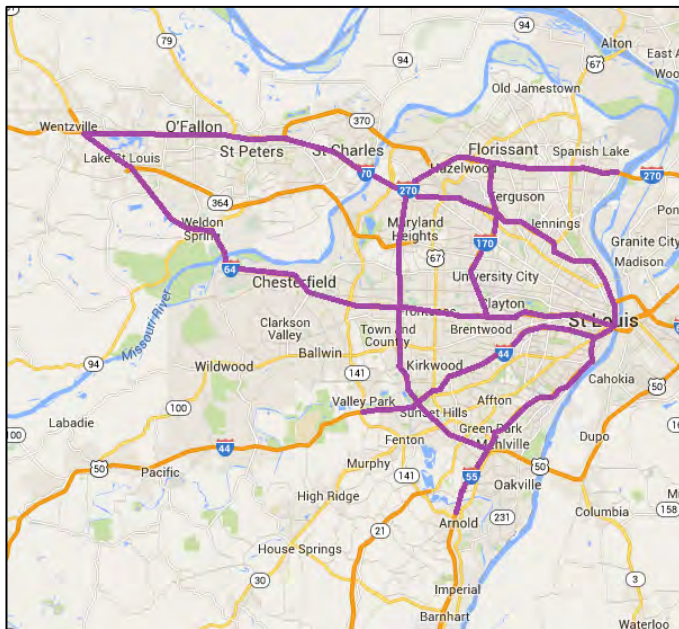 94
79
94
67
Alton
East A
Woo
Old Jamestown
370
Wentzville
O'Fallon
St Peters
St Charles
Florissant
Spanish Lake
Lake St Louis
70
Hazelwood
270
270
364
Ferguson
Weldon
Spring
Maryland
Heights
Jennings
Pon
Granite City
Madison
170
67
64
Chesterfield
University City
Missouri River
Clayton
St Louis
Clarkson
Valley
Town and
Country
Brentwood
Ballwin
94
Wildwood
141
Kirkwood
44
Cahokia
50
100
Valley Park
Affton
Sunset Hills
Labadie
100
Green Park
Mehlville
Dupo
Fenton
44
50
Pacific
Murphy
141
55
50
Oakville
High Ridge
Columbia
158
21
Arnold
231
House Springs
30
3
Imperial
Barnhart
Waterloo